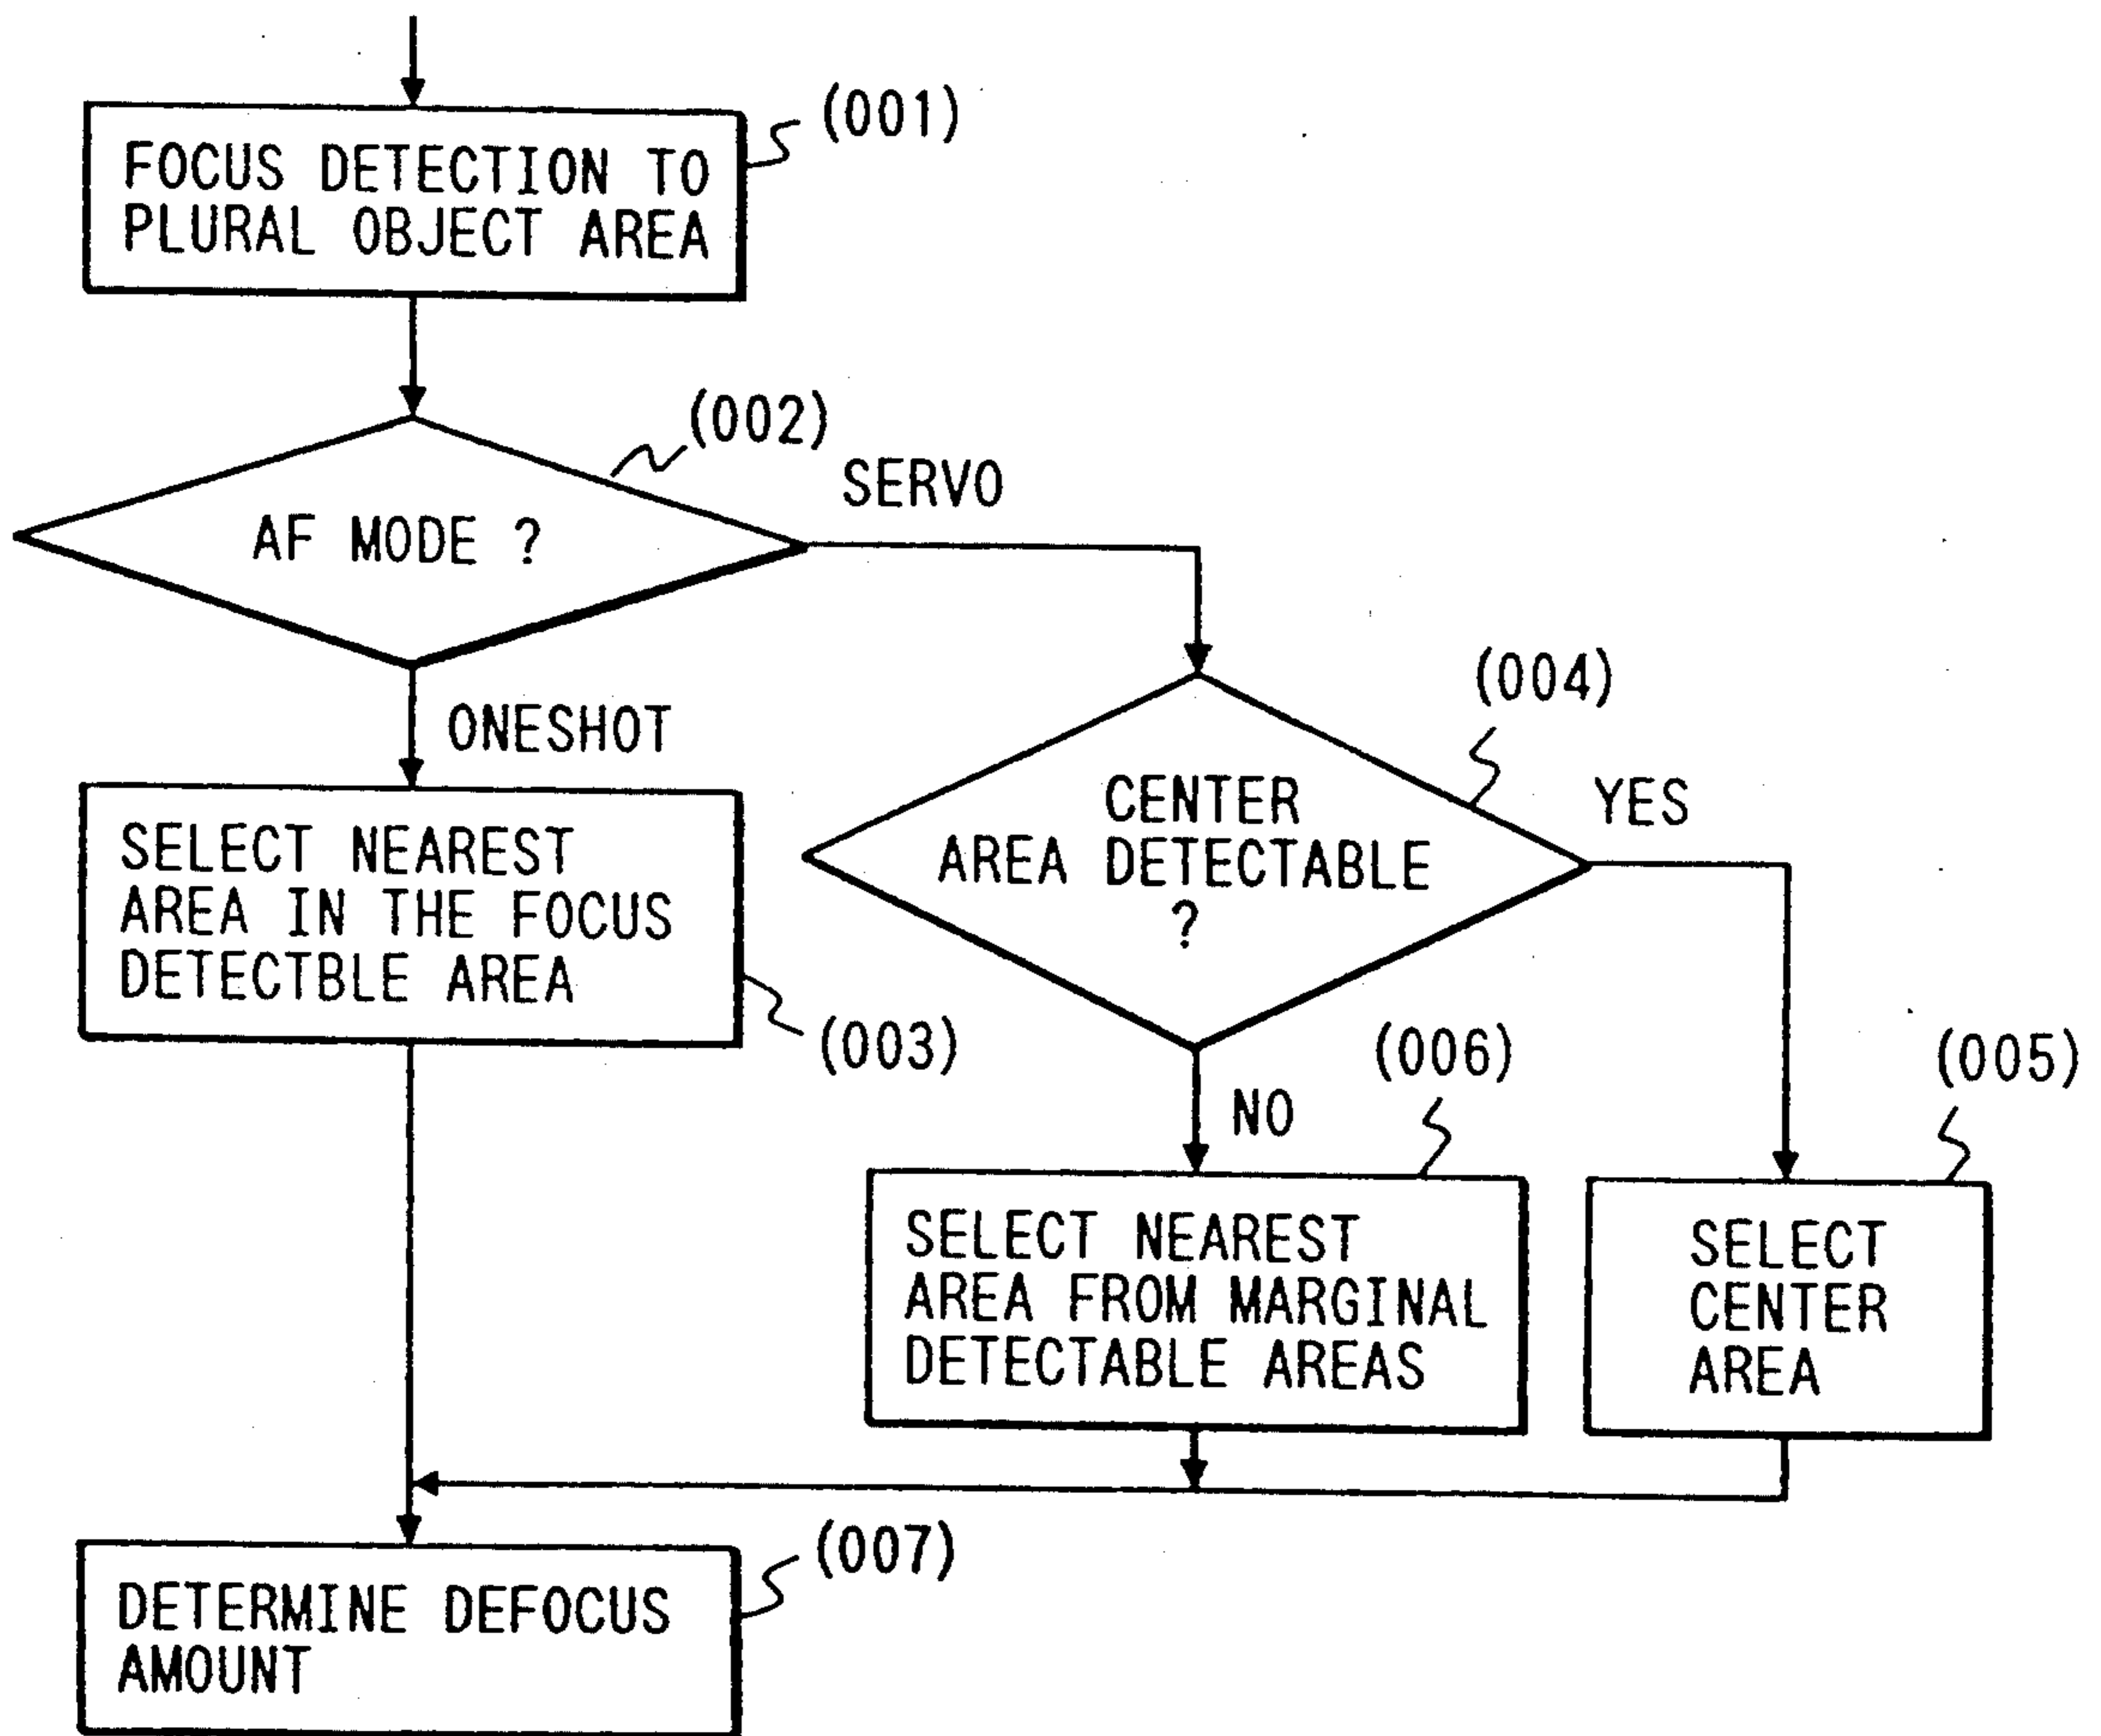 (001)
FOCUS DETECTION TO
PLURAL OBJECT AREA
(002)
SERVO
AF MODE ?
ONESHOT
(004)
YES
CENTER
AREA DETECTABLE
?
SELECT NEAREST
AREA IN THE FOCUS
DETECTBLE AREA
(003)
(006)
(005)
NO
SELECT NEAREST
AREA FROM MARGINAL
DETECTABLE AREAS
SELECT
CENTER
AREA
(007)
DETERMINE DEFOCUS
AMOUNT